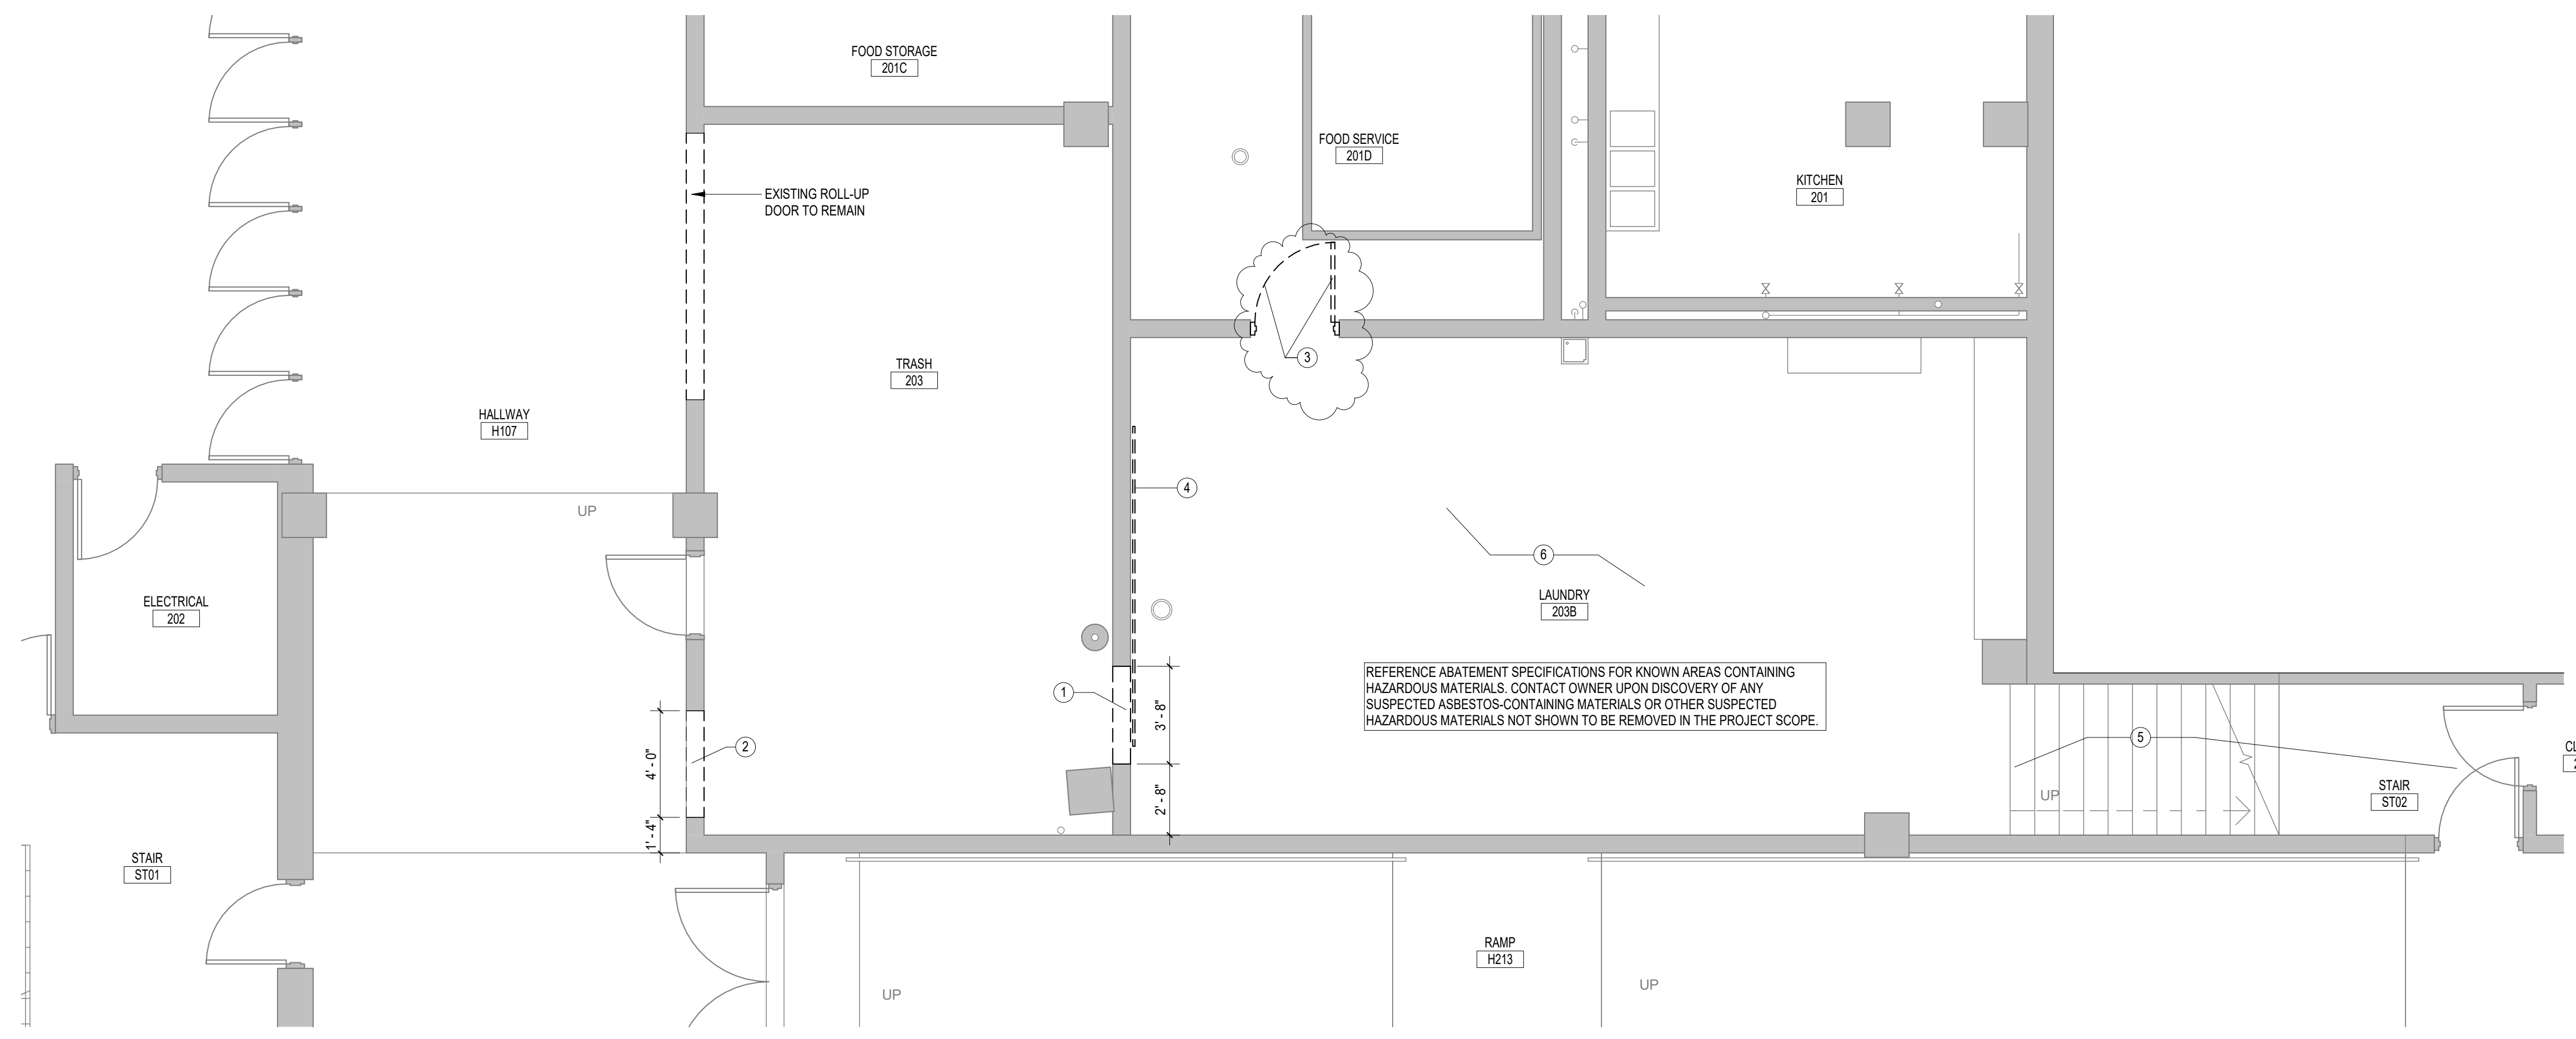 FOOD STORAGE
201C
FOOD SERVICE
201D
KITCHEN
201
EXISTING ROLL-UP
DOOR TO REMAIN
3
TRASH
203
HALLWAY
H107
4
UP
6
ELECTRICAL
202
LAUNDRY
203B
REFERENCE ABATEMENT SPECIFICATIONS FOR KNOWN AREAS CONTAINING
HAZARDOUS MATERIALS. CONTACT OWNER UPON DISCOVERY OF ANY
SUSPECTED ASBESTOS-CONTAINING MATERIALS OR OTHER SUSPECTED
HAZARDOUS MATERIALS NOT SHOWN TO BE REMOVED IN THE PROJECT SCOPE.
1
3' - 8"
2
4' - 0"
5
2' - 8"
UP
STAIR
ST02
1' - 4"
STAIR
ST01
RAMP
H213
UP
UP